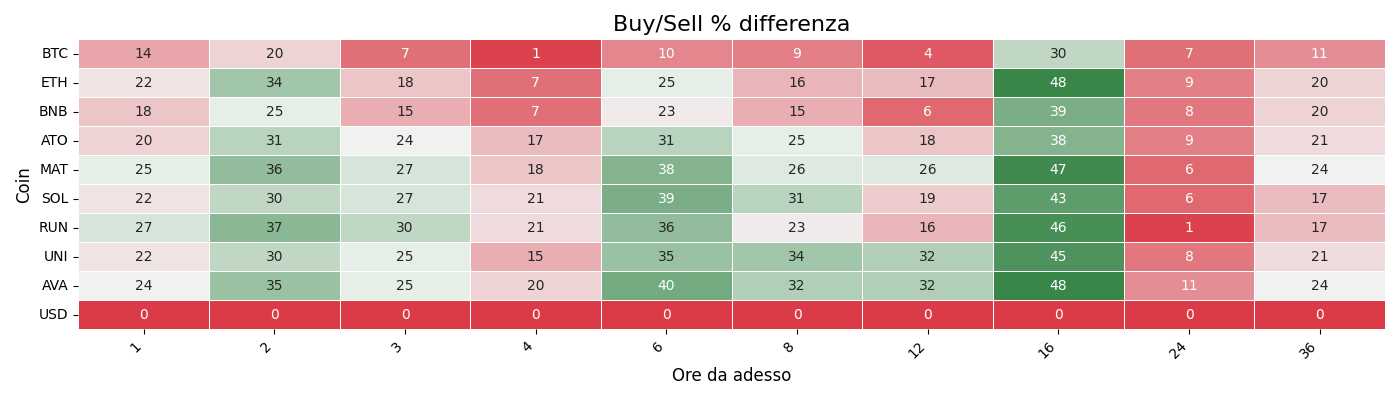 Buy/Sell % differenza
Coin
BTC 14 20 7 1 10 9 4 30 7 11
ETH 22 34 18 7 25 16 17 48 9 20
BNB 18 25 15 7 23 15 6 39 8 20
ATO 20 31 24 17 31 25 18 38 9 21
MAT 25 36 27 18 38 26 26 47 6 24
SOL 22 30 27 21 39 31 19 43 6 17
RUN 27 37 30 21 36 23 16 46 1 17
UNI 22 30 25 15 35 34 32 45 8 21
AVA 24 35 25 20 40 32 32 48 11 24
USD 0 0 0 0 0 0 0 0 0 0
1 2 3 4 6 8 12 16 24 36
Ore da adesso